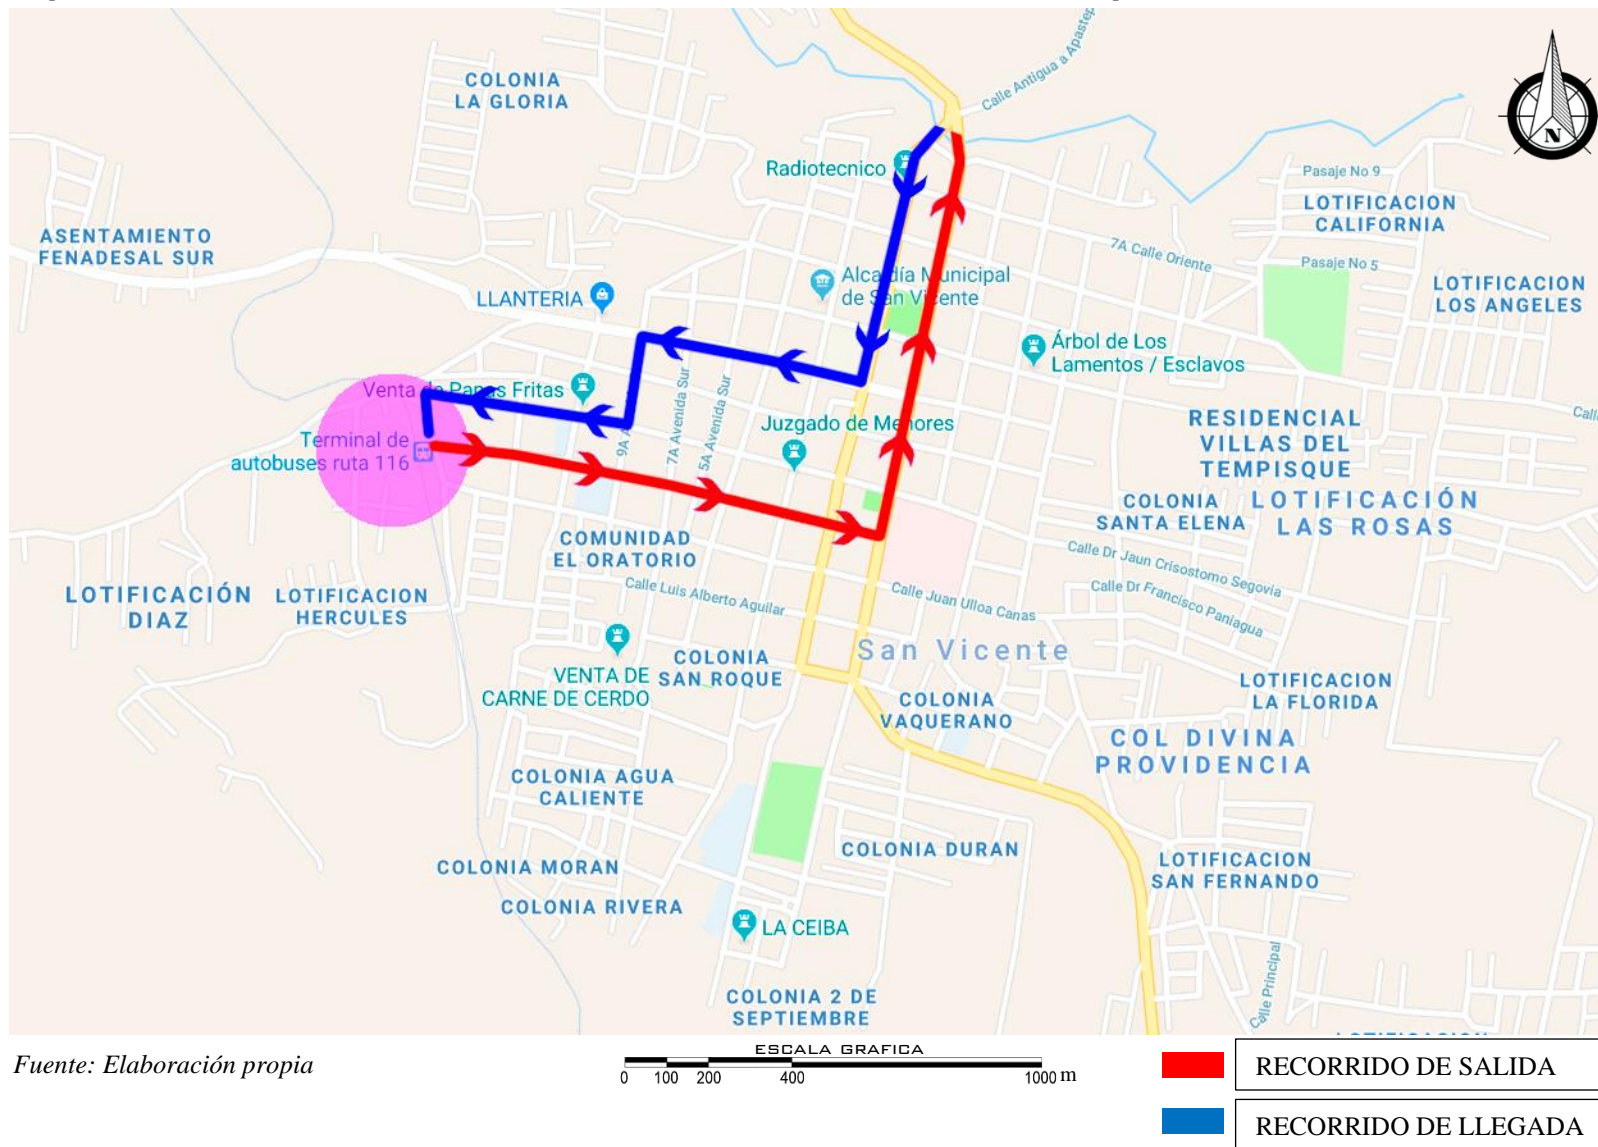 Calle Antigua a Apastep
COLONIA
LA GLORIA
N
Radiotecnico
Pasaje No 9
LOTIFICACION
CALIFORNIA
ASENTAMIENTO
FENADESAL SUR
7A Calle Oriente
Pasaje No 5
Alcaldía Municipal
de San Vicente
LLANTERIA
LOTIFICACION
LOS ANGELES
Árbol de Los
Lamentos / Esclavos
Venta de Papas Fritas
9A A
7A Avenida Sur
5A Avenida Sur
Juzgado de Menores
RESIDENCIAL
VILLAS DEL
TEMPISQUE
Calle
Terminal de
autobuses ruta 116
COLONIA
SANTA ELENA
LOTIFICACIÓN
LAS ROSAS
COMUNIDAD
EL ORATORIO
Calle Dr Jaun Crisostomo Segovia
LOTIFICACIÓN
DIAZ
LOTIFICACION
HERCULES
Calle Luis Alberto Aguilar
Calle Juan Ulloa Canas
Calle Dr Francisco Paniagua
San Vicente
VENTA DE
CARNE DE CERDO
COLONIA
SAN ROQUE
COLONIA
VAQUERANO
LOTIFICACION
LA FLORIDA
COL DIVINA
PROVIDENCIA
COLONIA AGUA
CALIENTE
COLONIA MORAN
COLONIA DURAN
LOTIFICACION
SAN FERNANDO
COLONIA RIVERA
LA CEIBA
Calle Principal
COLONIA 2 DE
SEPTIEMBRE
Fuente: Elaboración propia
ESCALA GRAFICA
0 100 200 400 1000 m
RECORRIDO DE SALIDA
RECORRIDO DE LLEGADA